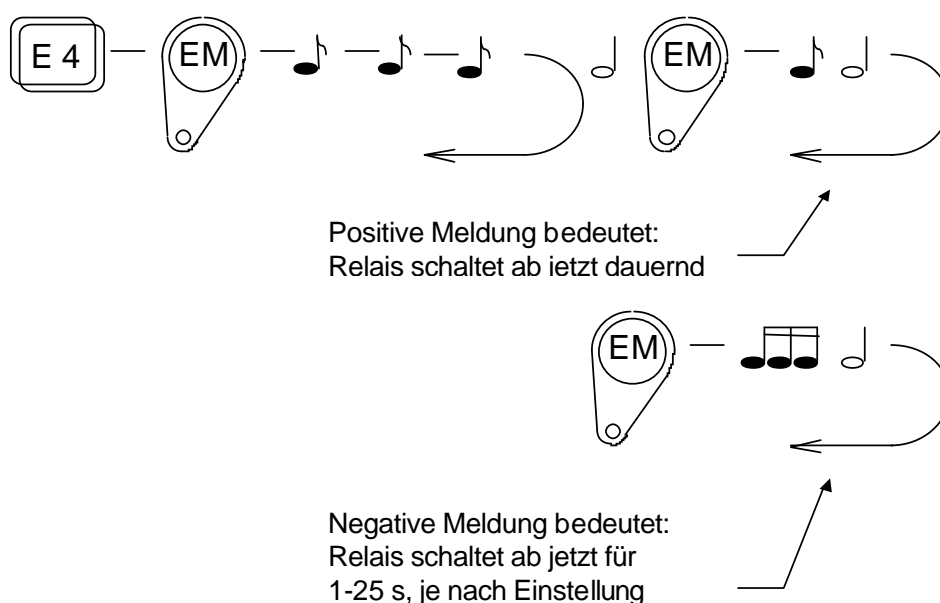 E 4
EM
EM
Positive Meldung bedeutet:
Relais schaltet ab ietzt dauernd
EM
Negative Meldung bedeutet:
Relais schaltet ab jetzt für
1-25 s, je nach Einstellung